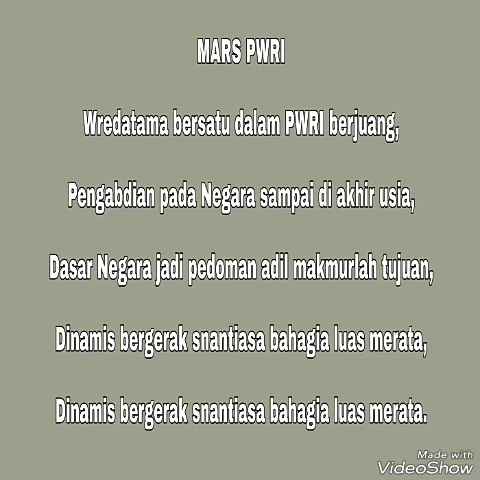 MARS PWRI
Wredatama bersatu dalam PWRI berjuang,
Pengabdian pada Negara sampai di akhir usia,
Dasar Negara jadi pedoman adil makmurlah tujuan,
Dinamis bergerak snantiasa bahagia luas merata,
Dinamis bergerak snantiasa bahagia luas merata.
Made with
VideoShow